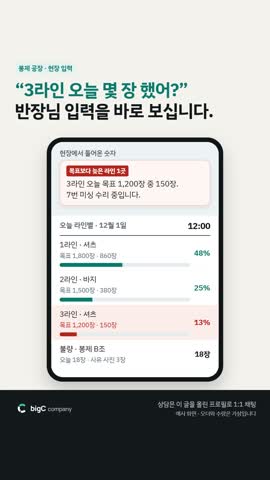 봉제 공장 · 현장 입력
“3라인 오늘 몇 장 했어?”
반장님 입력을 바로 보십니다.
현장에서 들어온 숫자
목표보다 늦은 라인 1곳
3라인 오늘 목표 1,200장 중 150장.
7번 미싱 수리 중입니다.
오늘 라인별 · 12월 1일 12:00
1라인 · 셔츠
목표 1,800장 · 860장
48%
2라인 · 바지
목표 1,500장 · 380장
25%
3라인 · 셔츠
목표 1,200장 · 150장
13%
불량 · 봉제 B조
오늘 18장 · 사유 사진 3장
18장
bigC company
상담은 이 글을 올린 프로필로 1:1 채팅
예시 화면 · 오더와 수량은 가상입니다